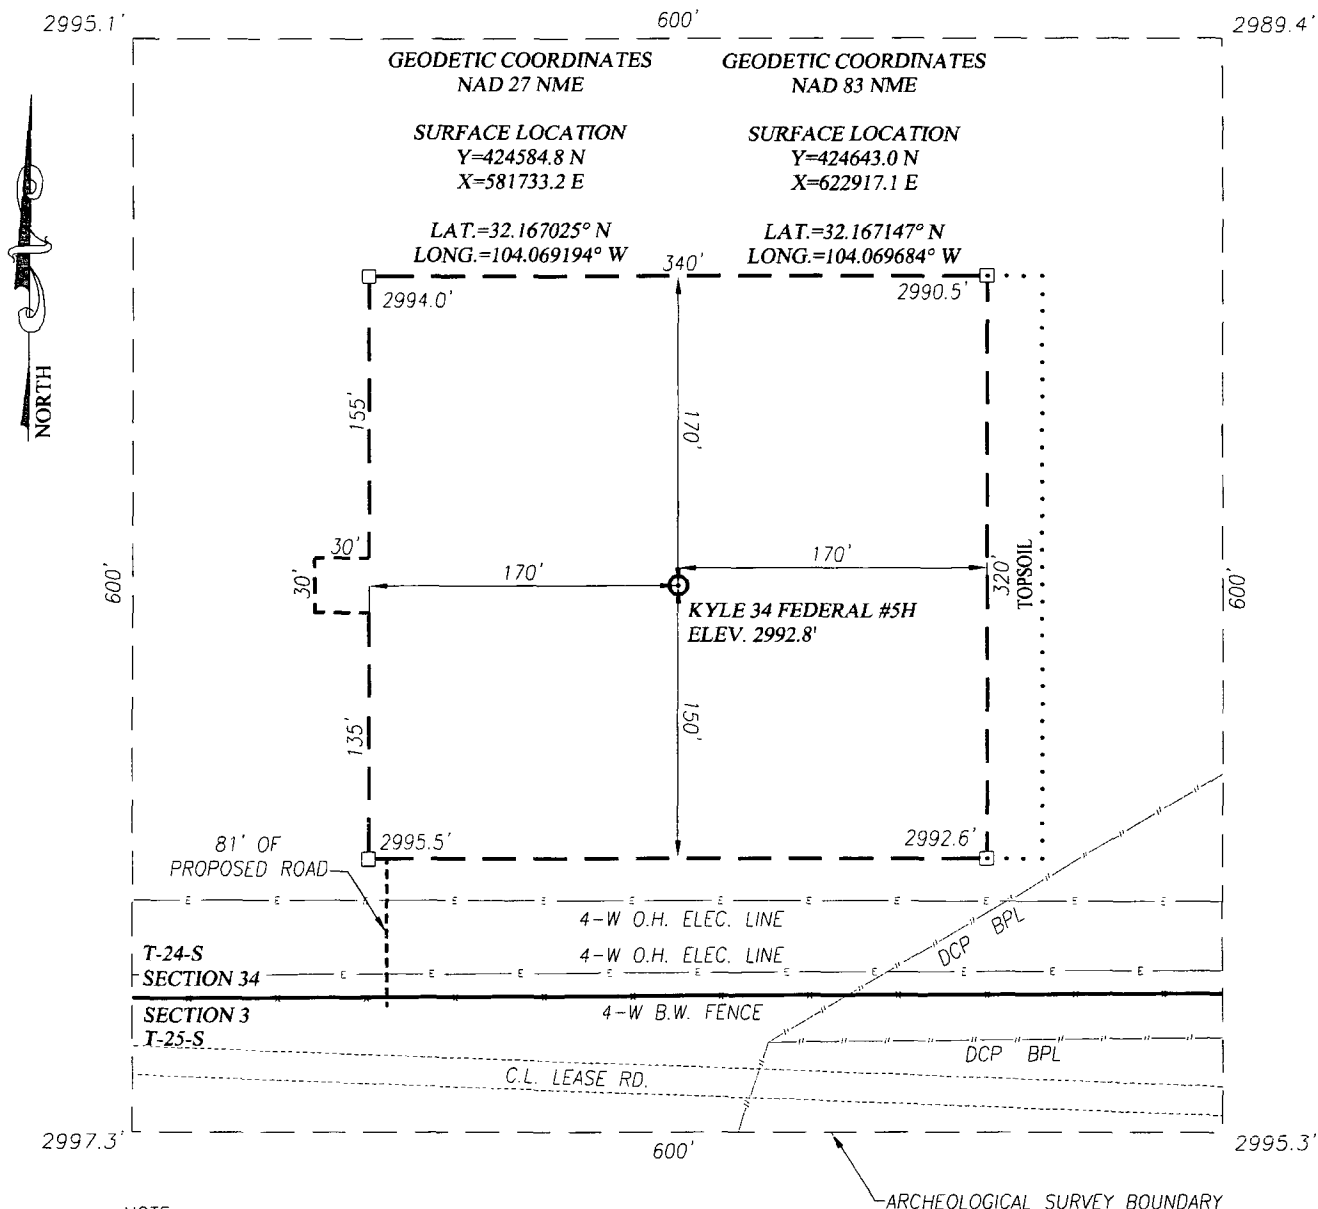 2995.1'
600'
2989.4'
GEODETIC COORDINATES
NAD 27 NME
SURFACE LOCATION
Y=424584.8 N
X=581733.2 E
LAT.=32.167025° N
LONG.=104.069194° W
GEODETIC COORDINATES
NAD 83 NME
SURFACE LOCATION
Y=424643.0 N
X=622917.1 E
LAT.=32.167147° N
LONG.=104.069684° W
NORTH
340'
2994.0'
2990.5'
155'
170'
30'
30'
170'
170'
600'
320'
TOPSOIL
600'
KYLE 34 FEDERAL #5H
ELEV. 2992.8'
135'
150'
2995.5'
2992.6'
81' OF
PROPOSED ROAD
E E E E E E E E E E E
4-W O.H. ELEC. LINE
DCP BPL
4-W O.H. ELEC. LINE
T-24-S
SECTION 34
E E E E E E E E E E
SECTION 3
T-25-S
4-W B.W. FENCE
DCP BPL
C.L. LEASE RD.
2997.3'
600'
2995.3'
ARCHEOLOGICAL SURVEY BOUNDARY